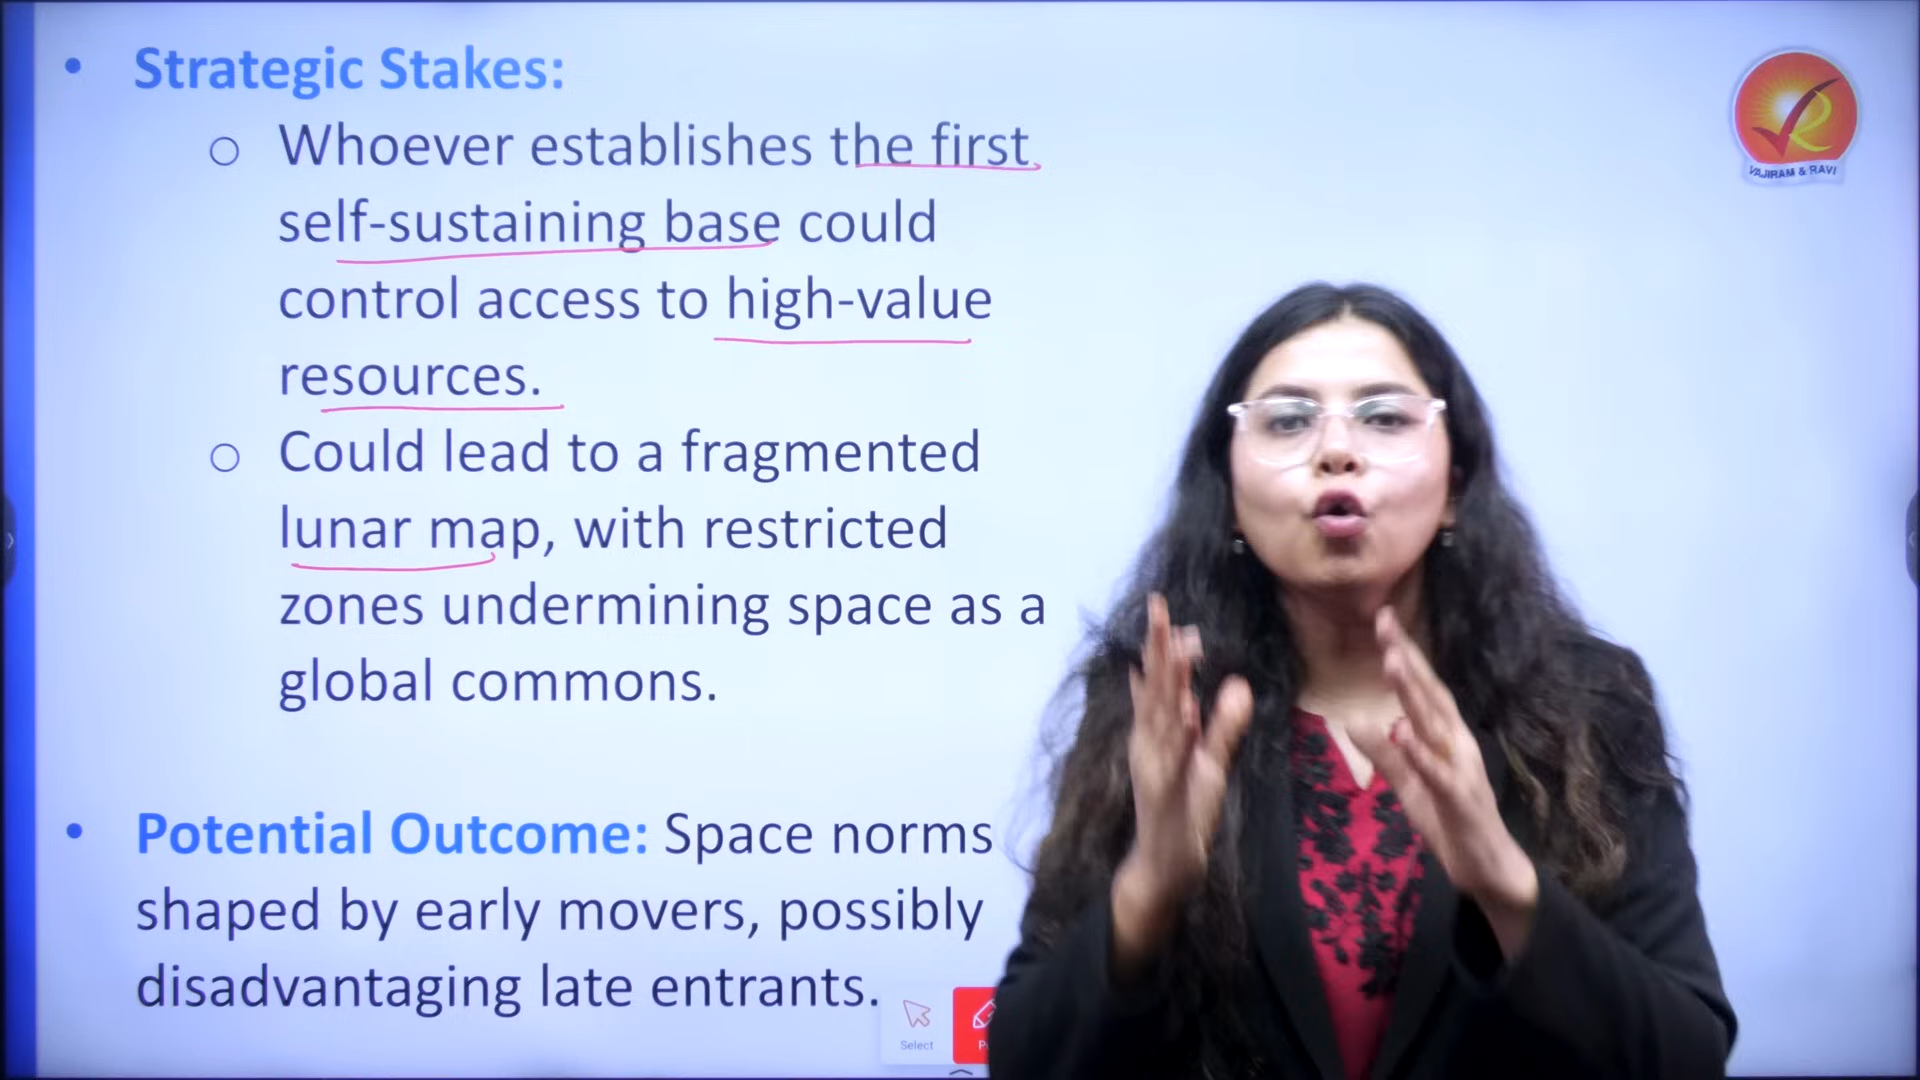 • Strategic Stakes:
○ Whoever establishes the first
self-sustaining base could
control access to high-value
resources.
○ Could lead to a fragmented
lunar map, with restricted
zones undermining space as a
global commons.
• Potential Outcome: Space norms
shaped by early movers, possibly
disadvantaging late entrants.
Select
VAJIRAM & RAVI